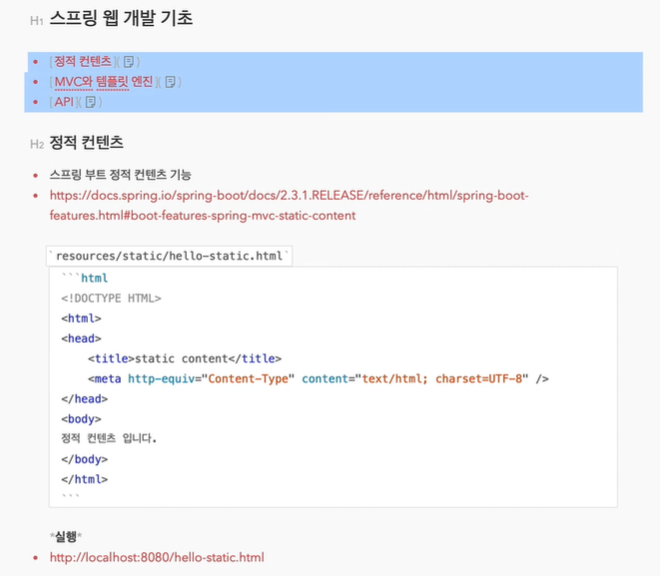 H1 스프링 웹 개발 기초
• [정적 컨텐츠]( )
• [MVC와 템플릿 엔진]( )
• [API]( )
H2 정적 컨텐츠
• 스프링 부트 정적 컨텐츠 기능
• https://docs.spring.io/spring-boot/docs/2.3.1.RELEASE/reference/html/spring-boot-
features.html#boot-features-spring-mvc-static-content
`resources/static/hello-static.html`
```html
<!DOCTYPE HTML>
<html>
<head>
    <title>static content</title>
    <meta http-equiv="Content-Type" content="text/html; charset=UTF-8" />
</head>
<body>
정적 컨텐츠 입니다.
</body>
</html>
```
*실행*
• http://localhost:8080/hello-static.html